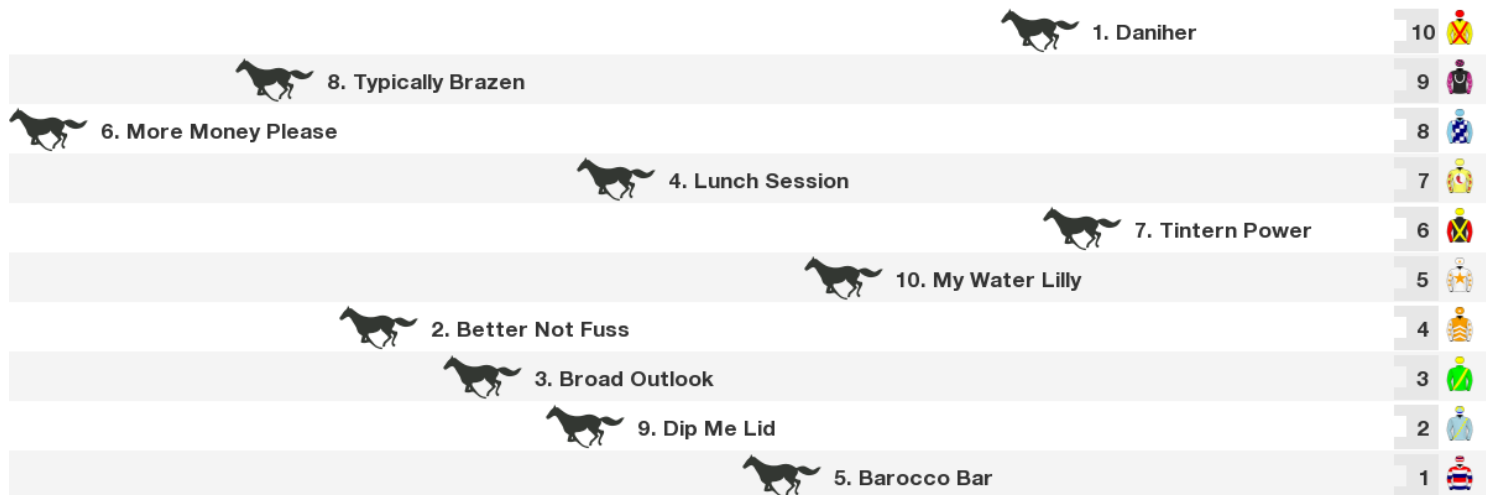 1. Daniher 10
8. Typically Brazen 9
6. More Money Please 8
4. Lunch Session 7
7. Tintern Power 6
10. My Water Lilly 5
2. Better Not Fuss 4
3. Broad Outlook 3
9. Dip Me Lid 2
5. Barocco Bar 1